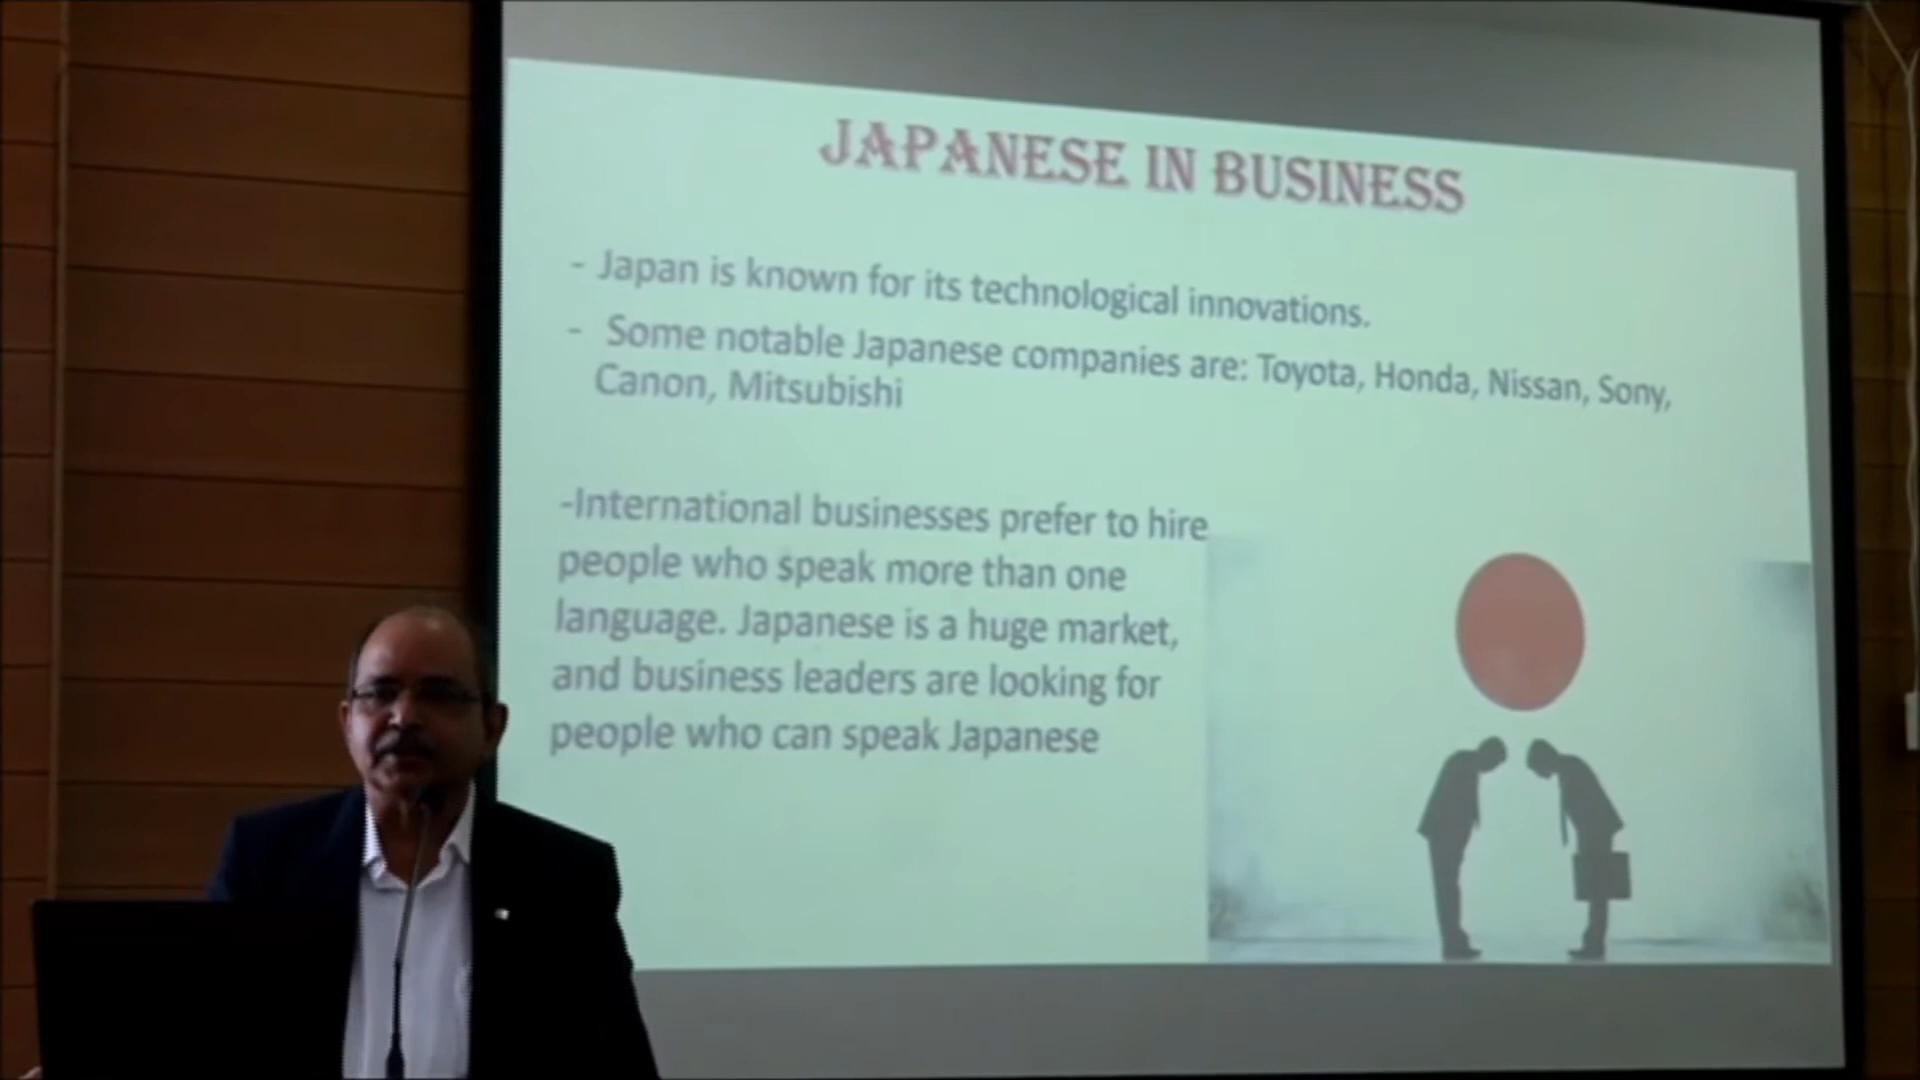 JAPANESE IN BUSINESS
- Japan is known for its technological innovations.
- Some notable Japanese companies are: Toyota, Honda, Nissan, Sony,
Canon, Mitsubishi
-International businesses prefer to hire
people who speak more than one
language. Japanese is a huge market,
and business leaders are looking for
people who can speak Japanese